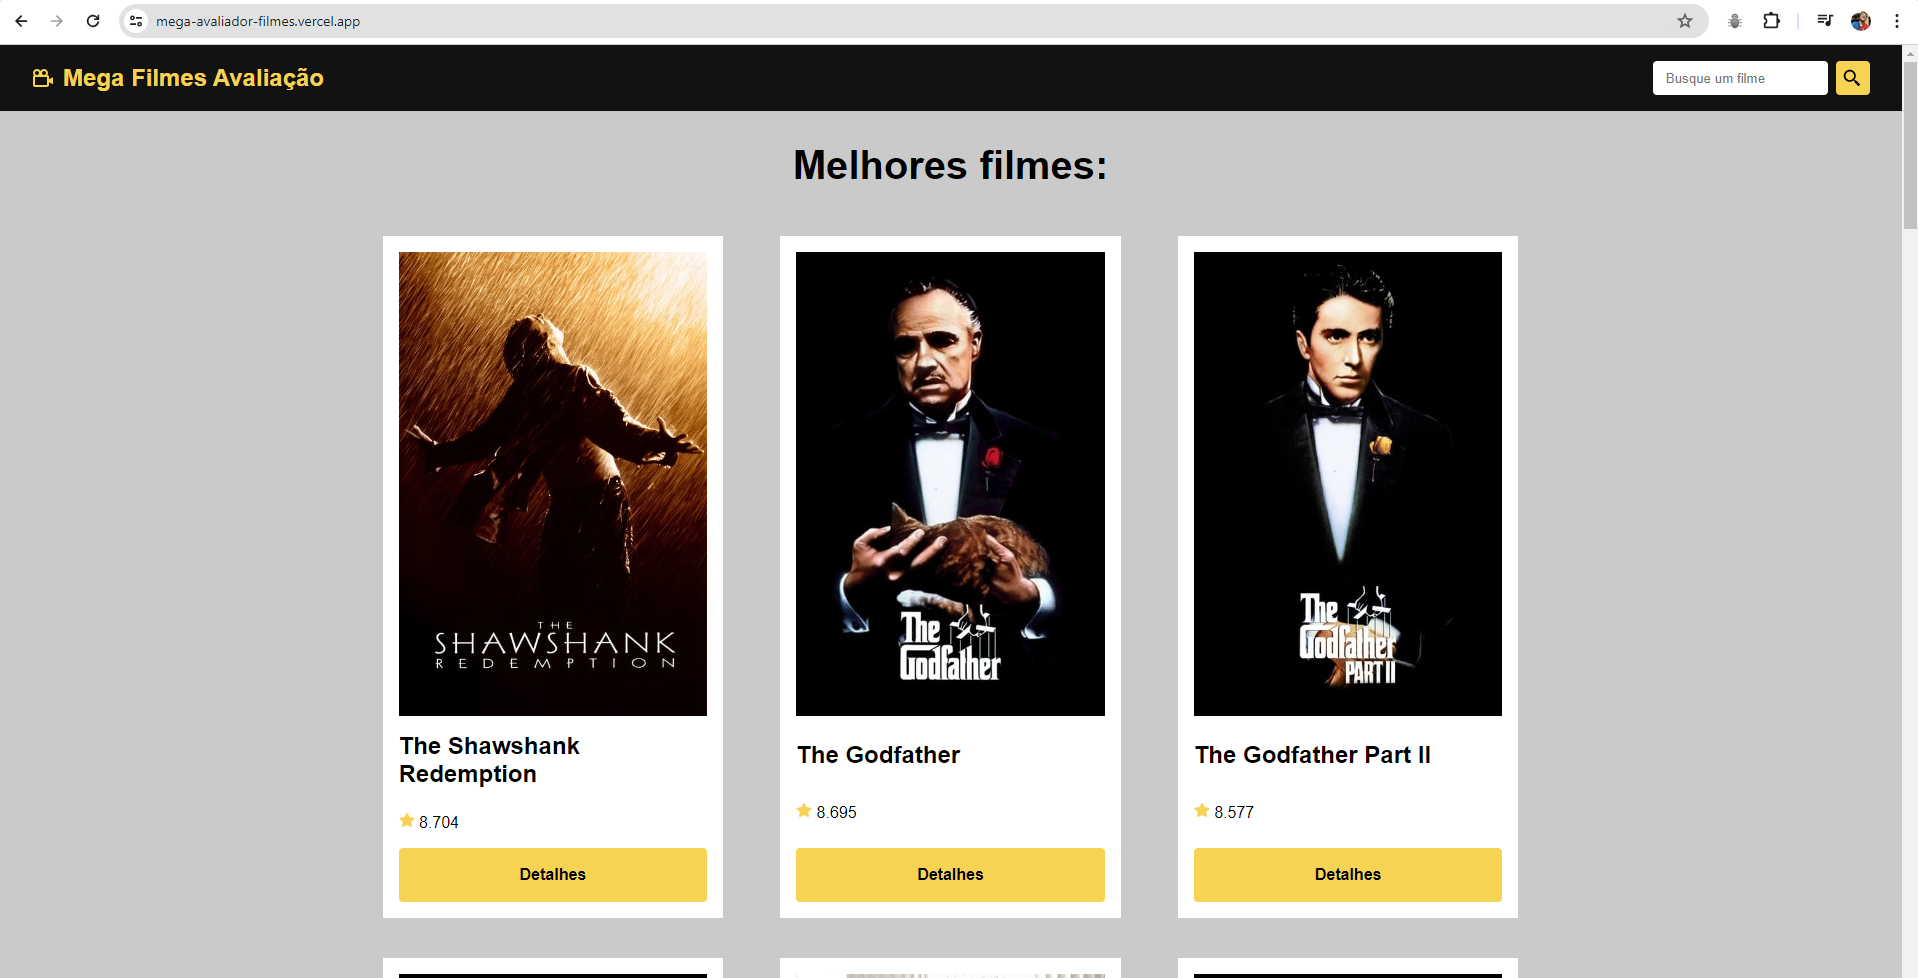 mega-avaliador-filmes.vercel.app
Mega Filmes Avaliação
Busque um filme
Melhores filmes:
THE
SHAWSHANK
REDEMPTION
The Shawshank
Redemption
8.704
Detalhes
The
Godfather
The Godfather
8.695
Detalhes
The
Godfather
PART II
The Godfather Part II
8.577
Detalhes